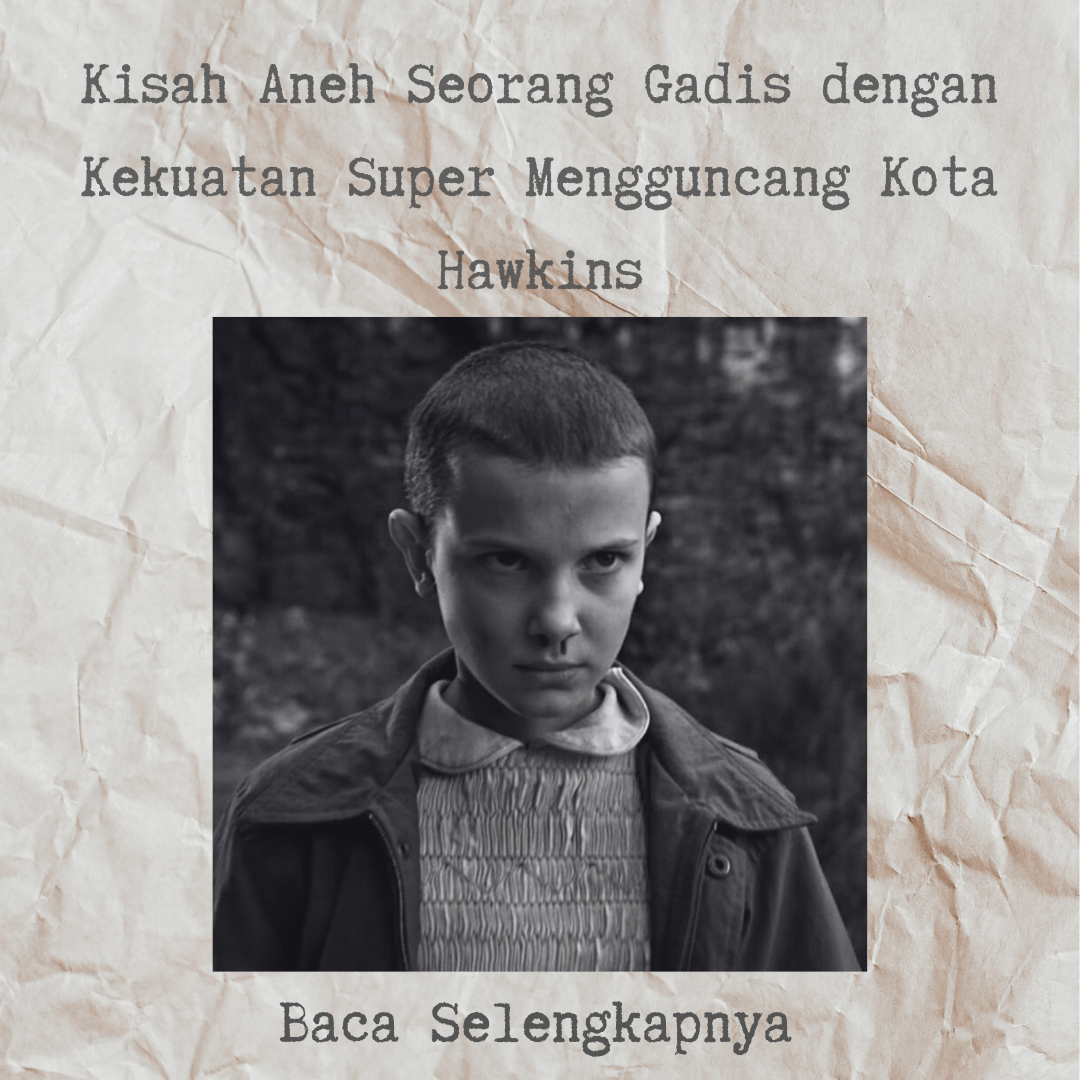 Kisah Aneh Seorang Gadis dengan
Kekuatan Super Mengguncang Kota
Hawkins
Baca Selengkapnya